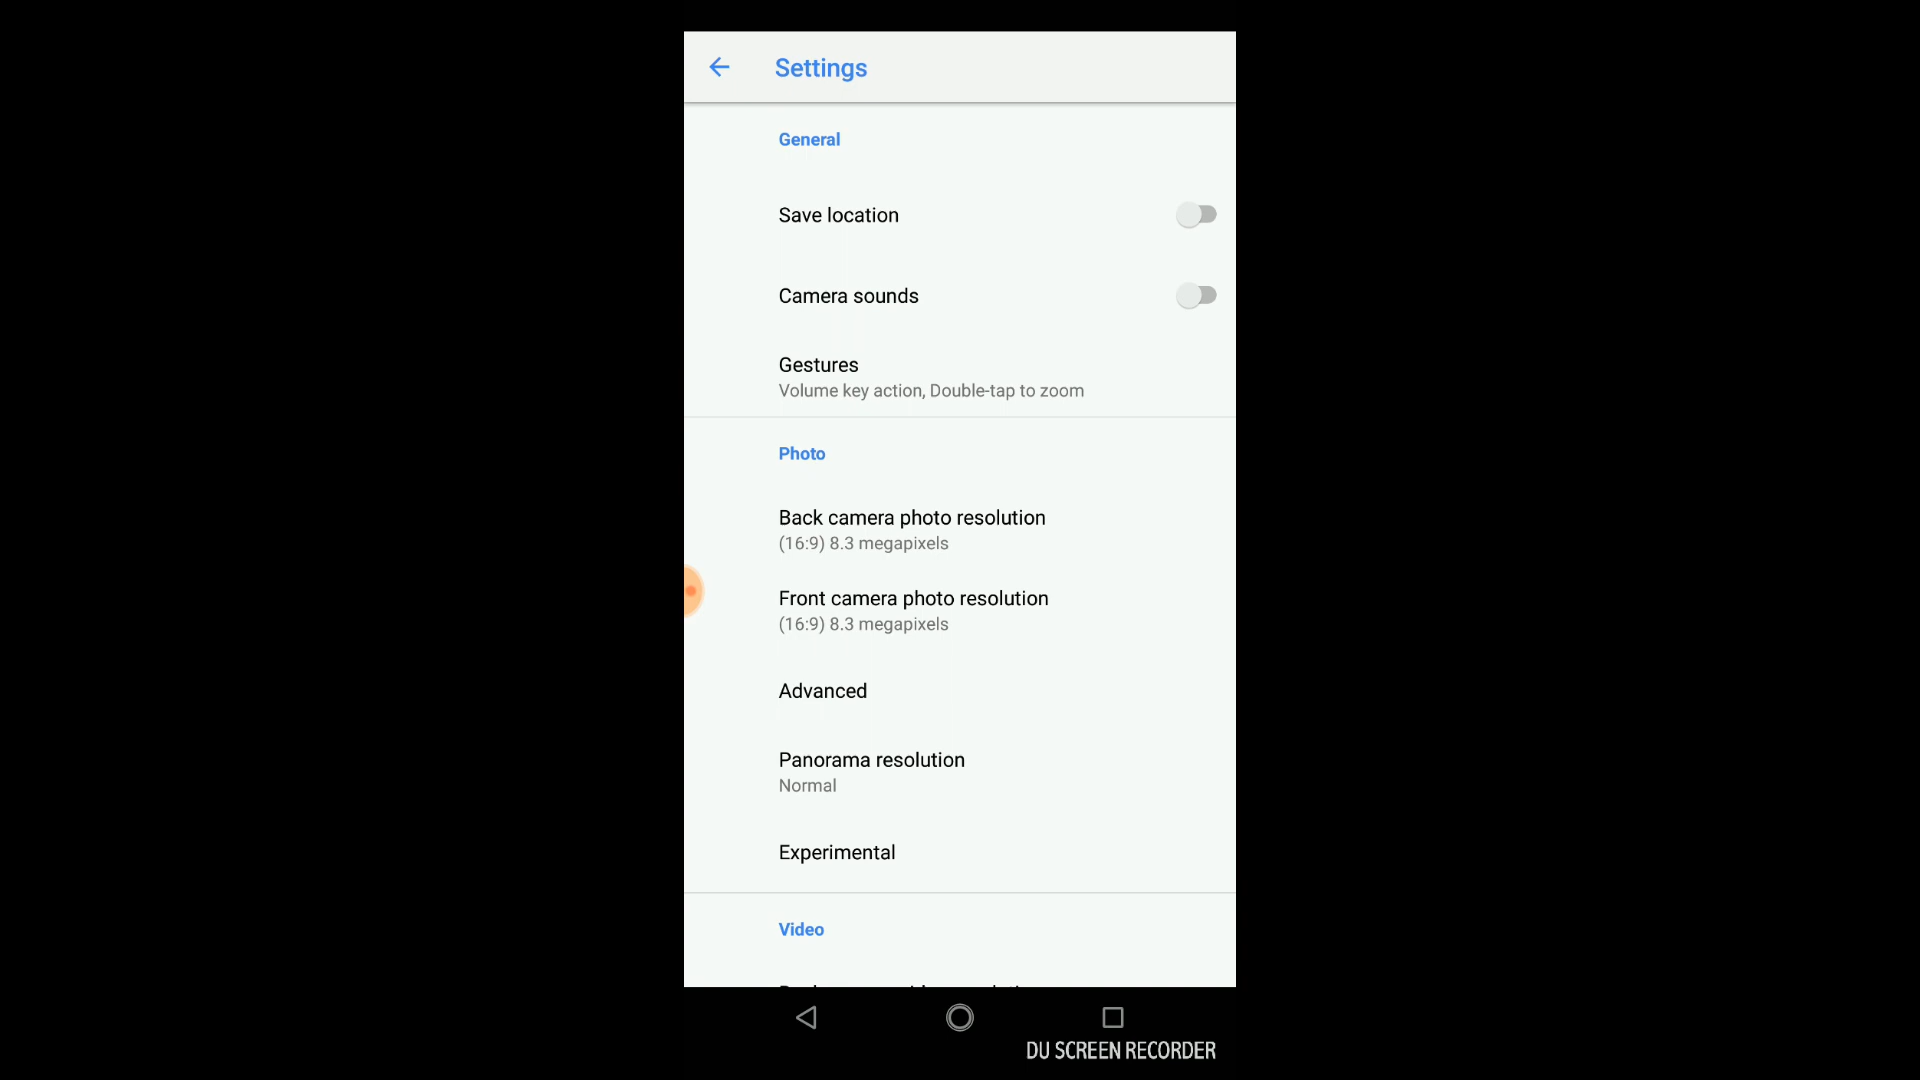 Settings
General
Save location
Camera sounds
Gestures
Volume key action, Double-tap to zoom
Photo
Back camera photo resolution
(16:9) 8.3 megapixels
Front camera photo resolution
(16:9) 8.3 megapixels
Advanced
Panorama resolution
Normal
Experimental
Video
DU SCREEN RECORDER